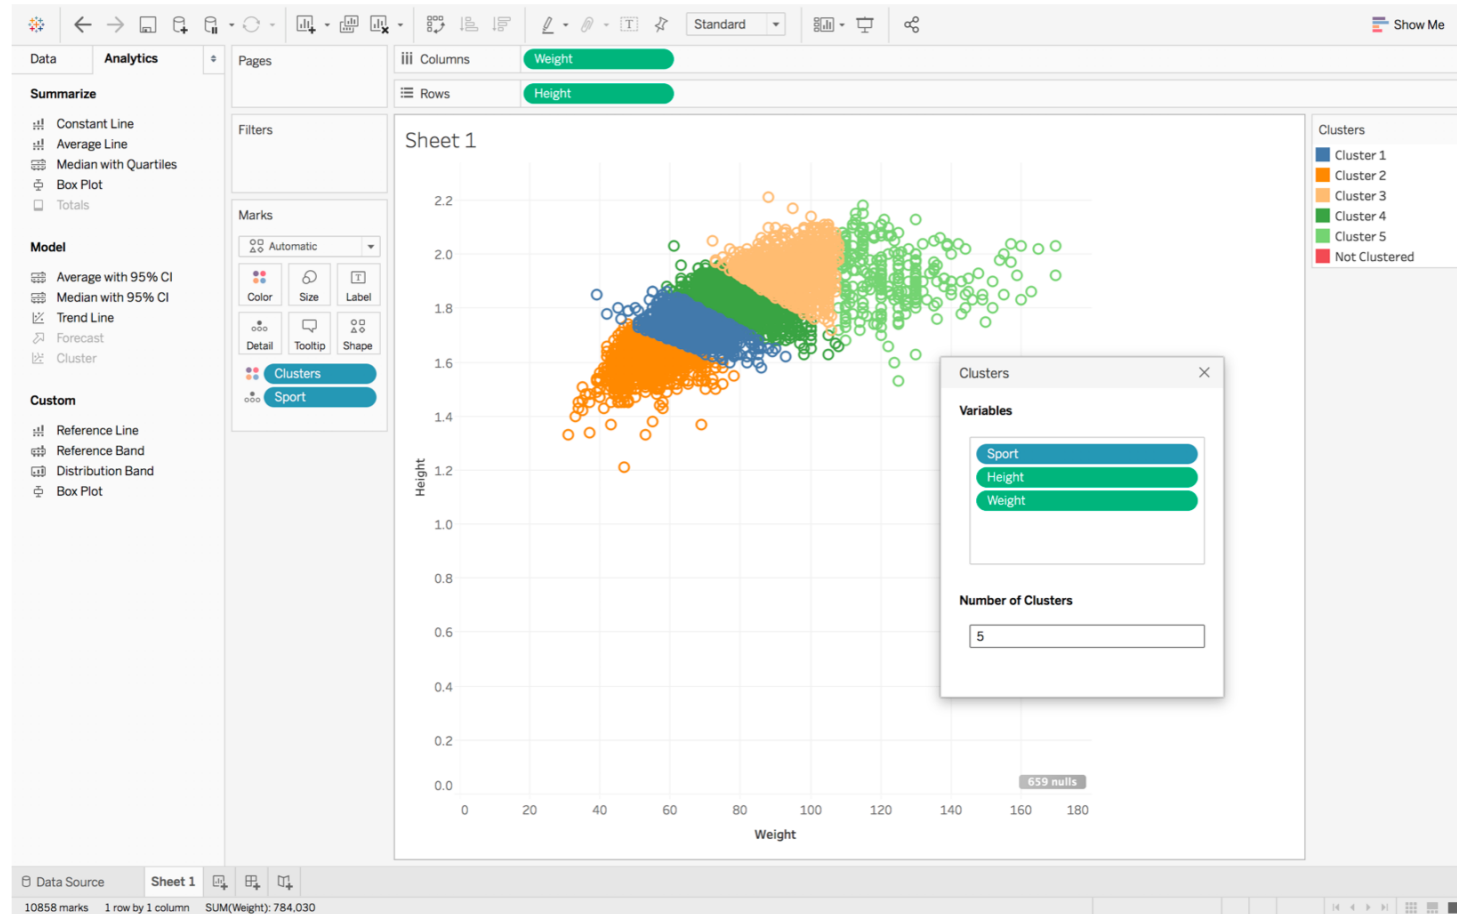 Standard
Show Me
Data
Analytics
Pages
Columns
Weight
Rows
Height
Summarize
Constant Line
Average Line
Median with Quartiles
Box Plot
Totals
Model
Average with 95% CI
Median with 95% CI
Trend Line
Forecast
Cluster
Custom
Reference Line
Reference Band
Distribution Band
Box Plot
Filters
Marks
Automatic
Color
Size
T
Label
Detail
Tooltip
Shape
Clusters
Sport
Sheet 1
2.2
2.0
1.8
1.6
1.4
1.2
1.0
0.8
0.6
0.4
0.2
0.0
Height
0 20 40 60 80 100 120 140 160 180
Weight
659 nulls
Clusters
Variables
Sport
Height
Weight
Number of Clusters
5
Clusters
Cluster 1
Cluster 2
Cluster 3
Cluster 4
Cluster 5
Not Clustered
Data Source
Sheet 1
10858 marks 1 row by 1 column SUM(Weight): 784,030